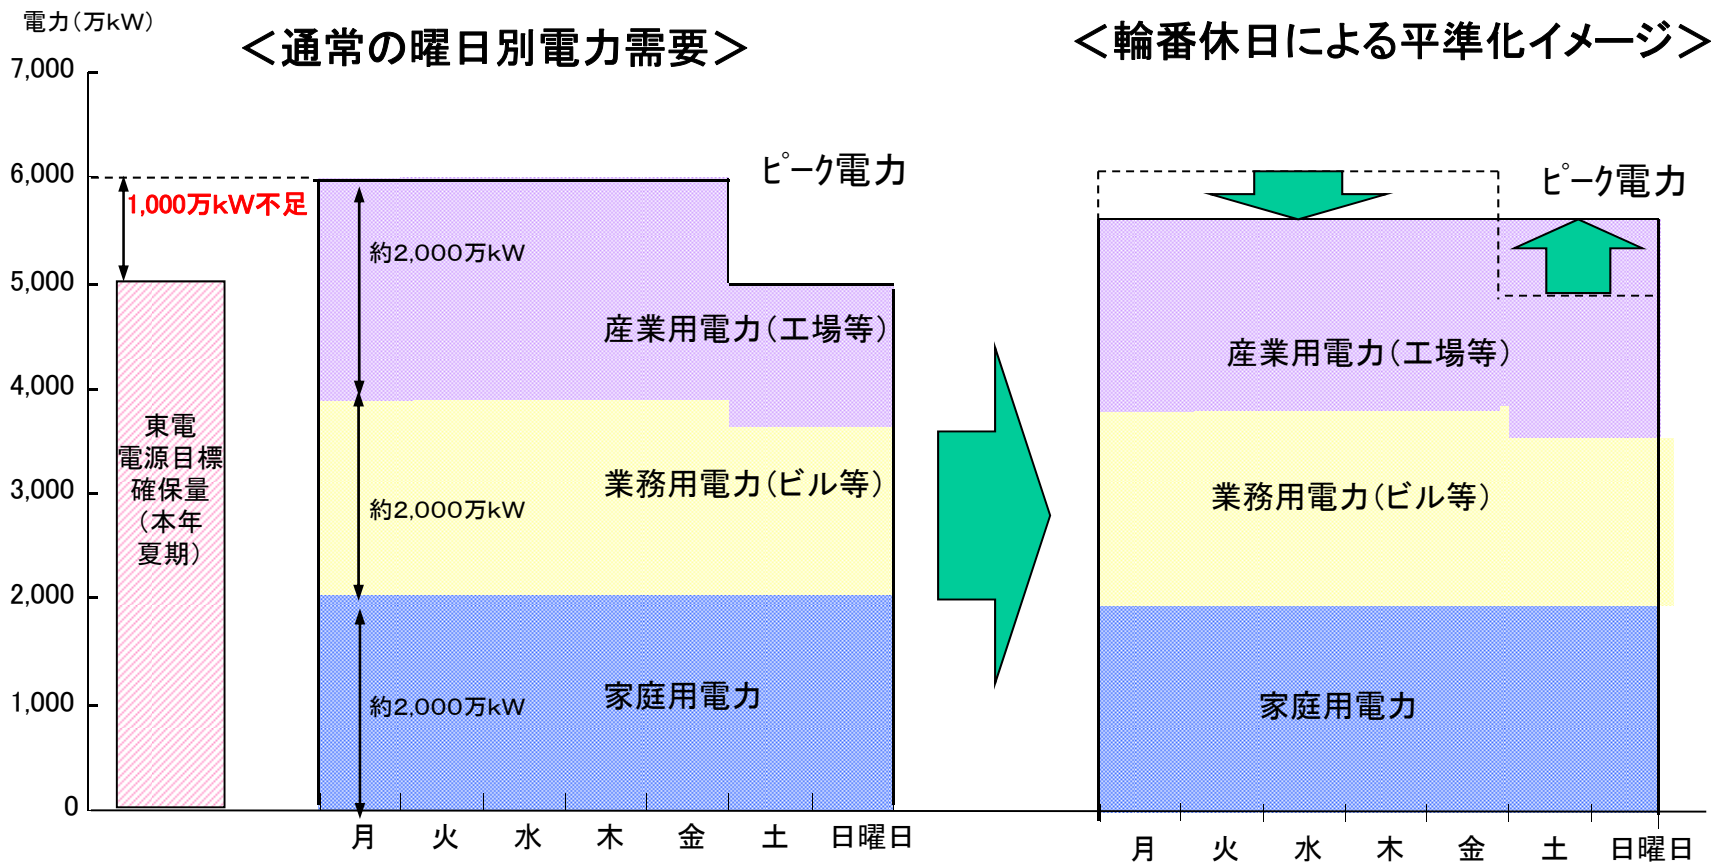 電力(万kW)
＜通常の曜日別電力需要＞
＜輪番休日による平準化イメージ＞
7,000
6,000
5,000
4,000
3,000
2,000
1,000
0
1,000万kW不足
東電
電源目標
確保量
(本年
夏期)
ピーク電力
約2,000万kW
産業用電力(工場等)
約2,000万kW
業務用電力(ビル等)
約2,000万kW
家庭用電力
月 火 水 木 金 土 日曜日
ピーク電力
産業用電力(工場等)
業務用電力(ビル等)
家庭用電力
月 火 水 木 金 土 日曜日